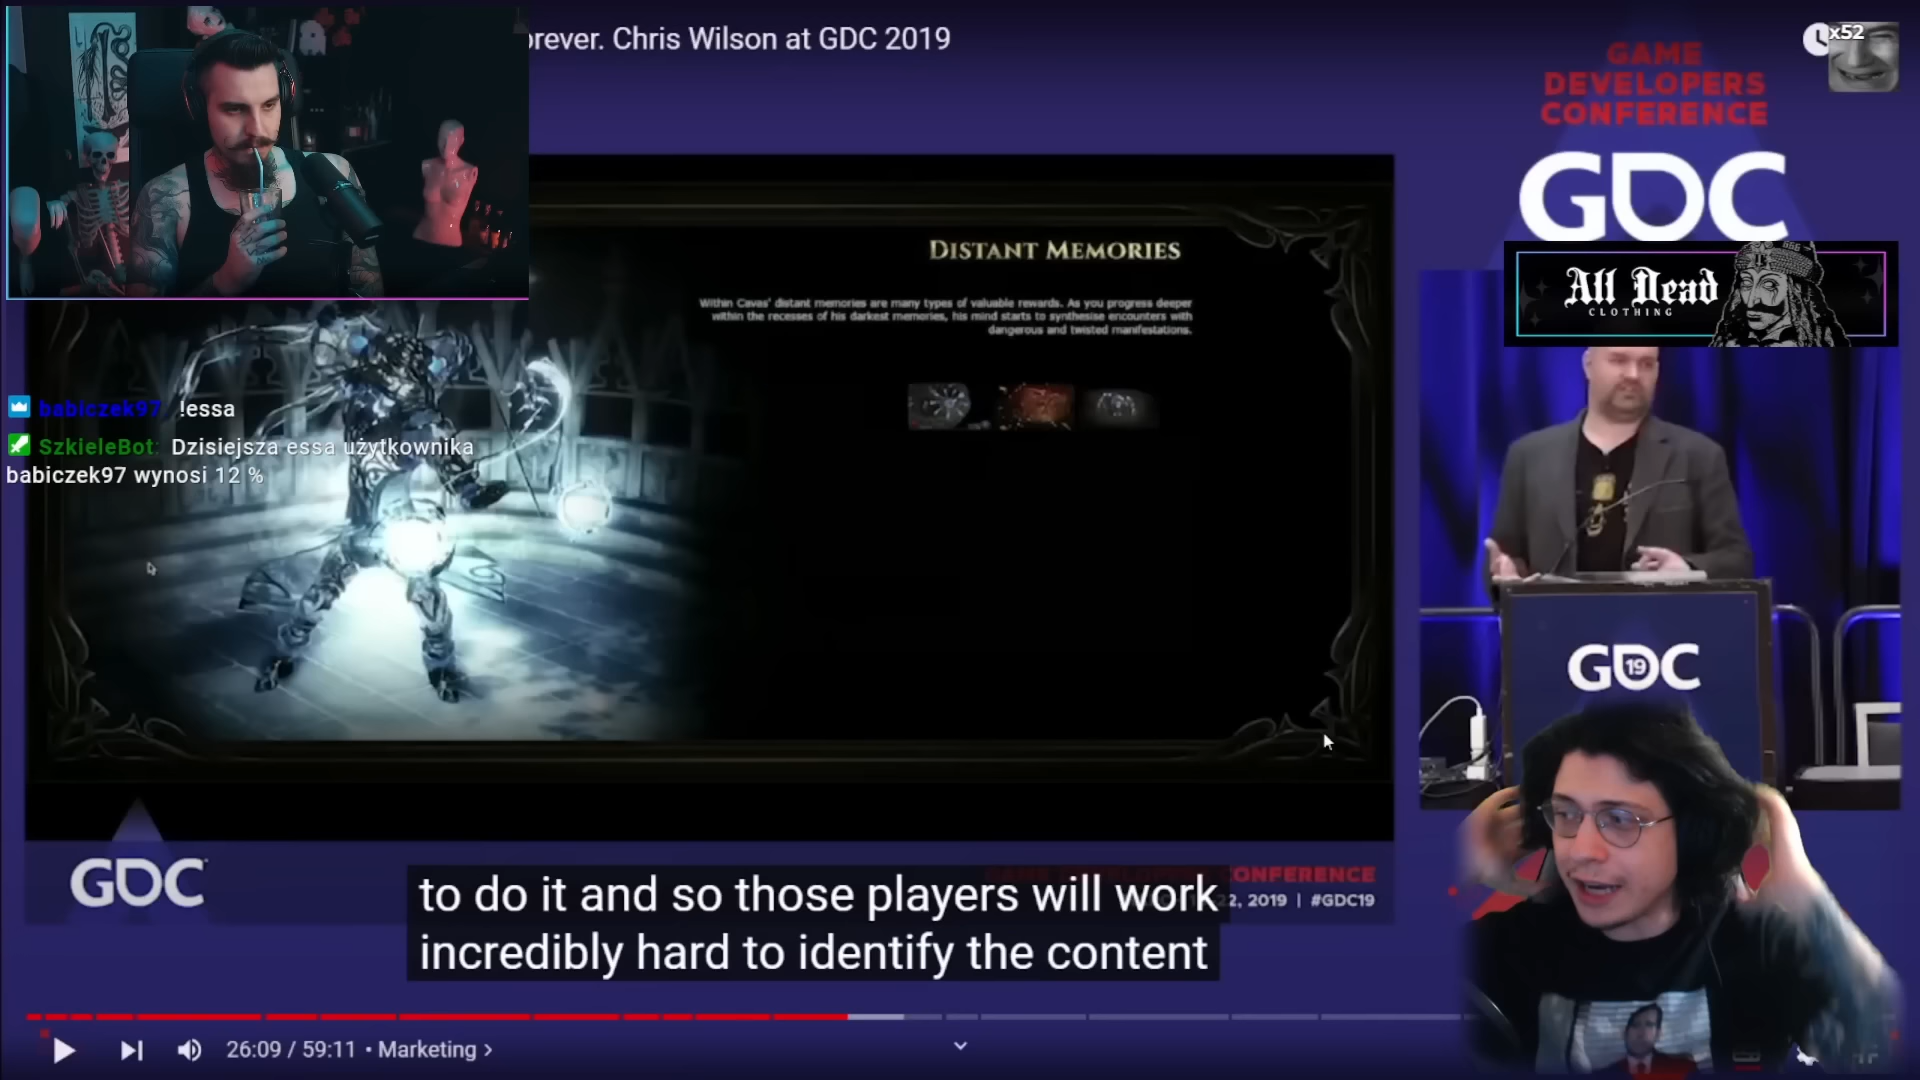 orever. Chris Wilson at GDC 2019
x52
GAME
DEVELOPERS
CONFERENCE
GDC
All Dead
CLOTHING
DISTANT MEMORIES
Within Cavas' distant memories are many types of valuable rewards. As you progress deeper
within the recesses of his darkest memories, his mind starts to synthesise encounters with
dangerous and twisted manifestations.
babiczek97 !essa
SzkieleBot: Dzisiejsza essa użytkownika
babiczek97 wynosi 12 %
GDC
19
GDC
CONFERENCE
22, 2019 | #GDC19
to do it and so those players will work
incredibly hard to identify the content
26:09 / 59:11 • Marketing >